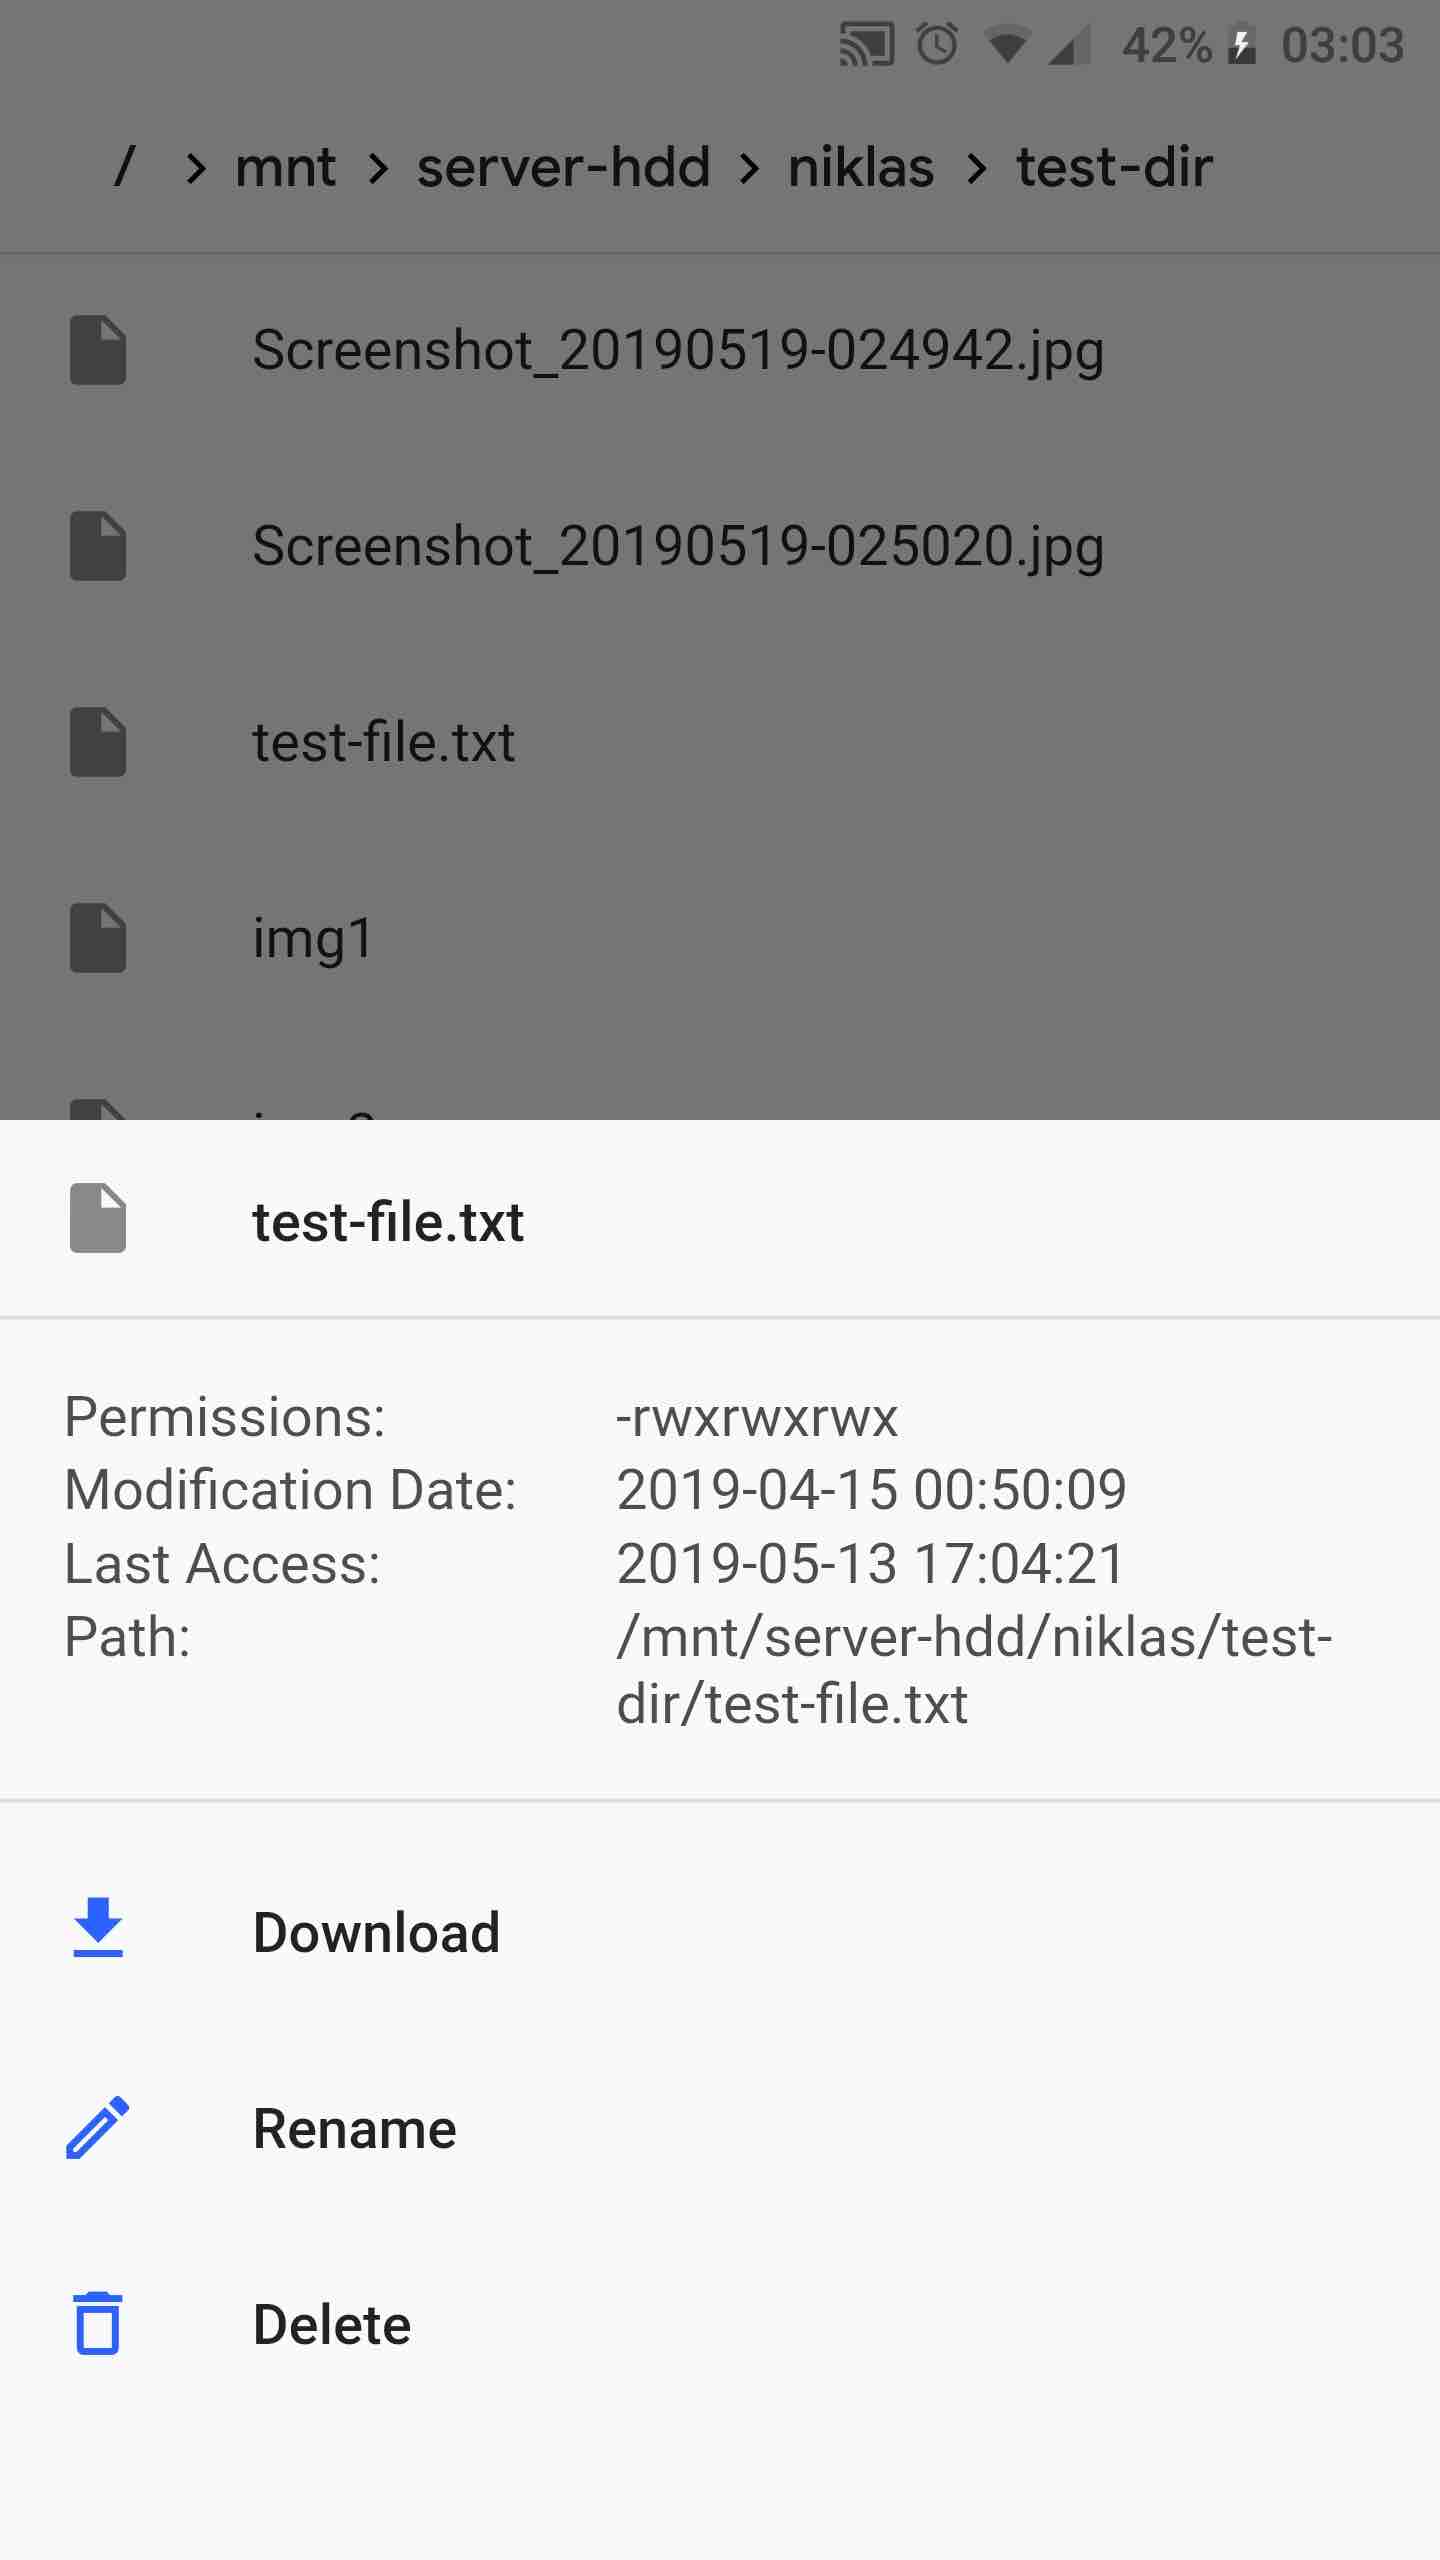 42% 03:03
/ > mnt > server-hdd > niklas > test-dir
Screenshot_20190519-024942.jpg
Screenshot_20190519-025020.jpg
test-file.txt
img1
test-file.txt
Permissions: -rwxrwxrwx
Modification Date: 2019-04-15 00:50:09
Last Access: 2019-05-13 17:04:21
Path: /mnt/server-hdd/niklas/test-
dir/test-file.txt
Download
Rename
Delete